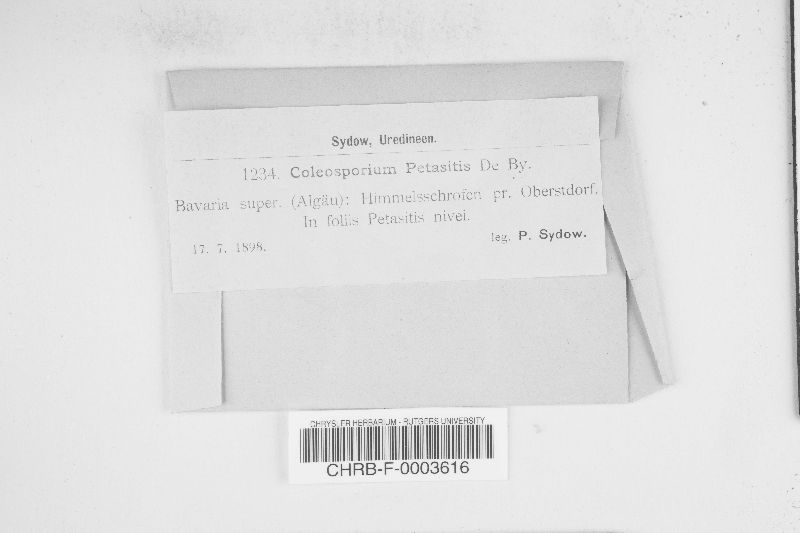 Sydow, Uredineen.
1234. Coleosporium Petasitis De By.
Bavaria super. (Algäu): Himmelsschrofen pr. Oberstdorf.
In foliis Petasitis nivei.
17. 7. 1898.
leg. P. Sydow.
CHRYSLER HERBARIUM - RUTGERS UNIVERSITY
CHRB-F-0003616